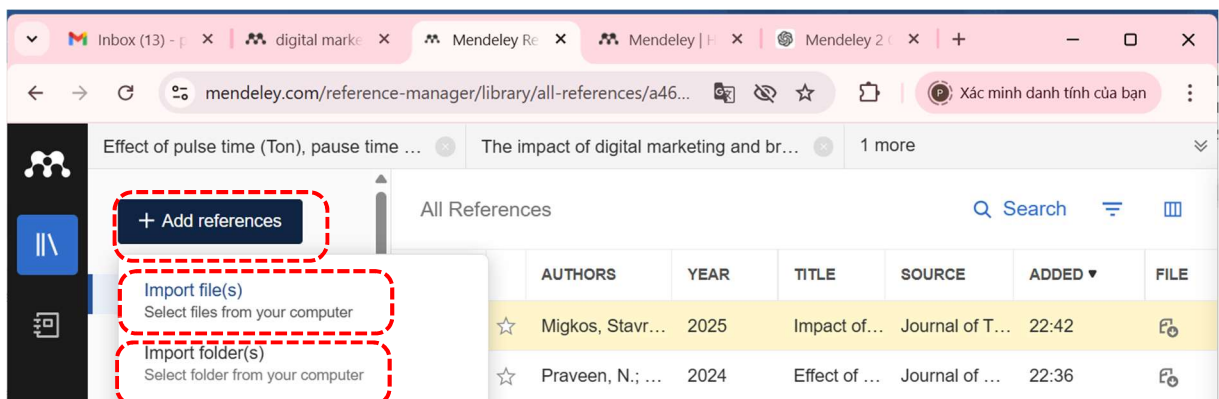 Inbox (13) - p
digital marke
Mendeley Re
Mendeley | H
Mendeley 2
mendeley.com/reference-manager/library/all-references/a46...
P
Xác minh danh tính của bạn
Effect of pulse time (Ton), pause time ...
The impact of digital marketing and br...
1 more
+ Add references
All References
Search
Import file(s)
Select files from your computer
Import folder(s)
Select folder from your computer
AUTHORS YEAR TITLE SOURCE ADDED FILE
Migkos, Stavr... 2025 Impact of... Journal of T... 22:42
Praveen, N.; ... 2024 Effect of ... Journal of ... 22:36